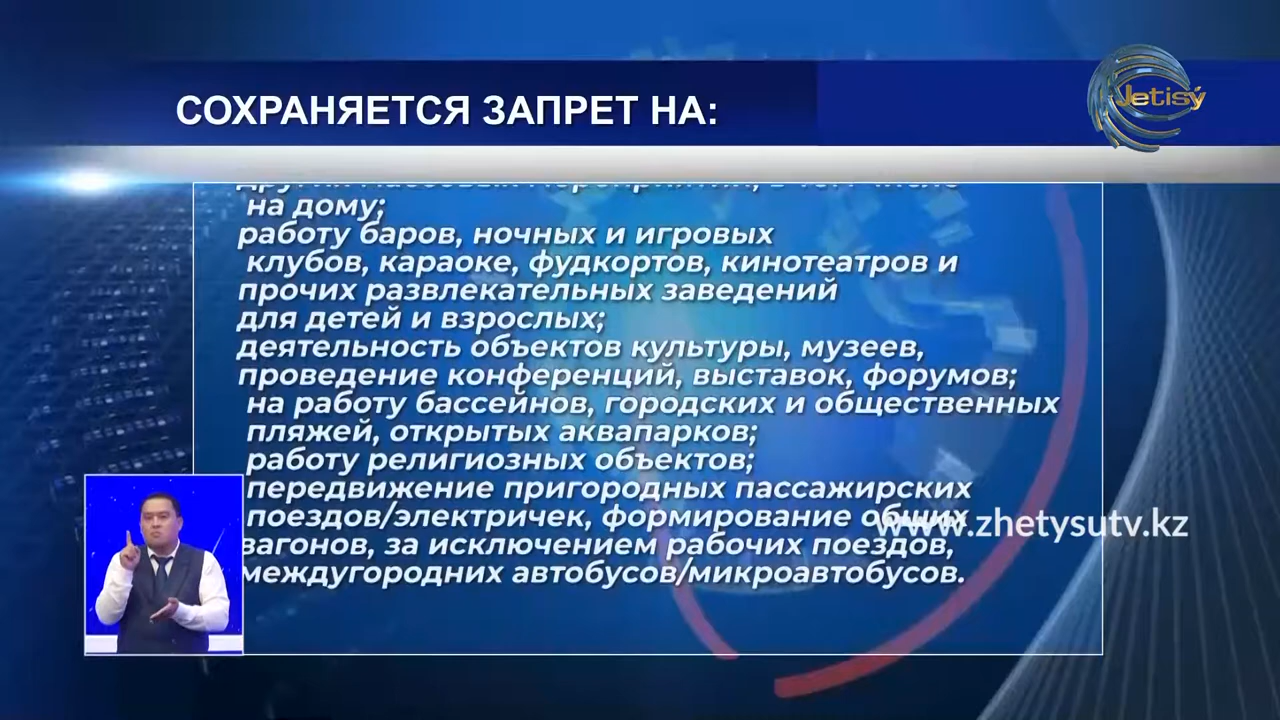 СОХРАНЯЕТСЯ ЗАПРЕТ НА:
Jetisý
на дому;
работу баров, ночных и игровых
клубов, караоке, фудкортов, кинотеатров и
прочих развлекательных заведений
для детей и взрослых;
деятельность объектов культуры, музеев,
проведение конференций, выставок, форумов;
на работу бассейнов, городских и общественных
пляжей, открытых аквапарков;
работу религиозных объектов;
передвижение пригородных пассажирских
поездов/электричек, формирование общих
www.zhetysutv.kz
вагонов, за исключением рабочих поездов,
междугородних автобусов/микроавтобусов.